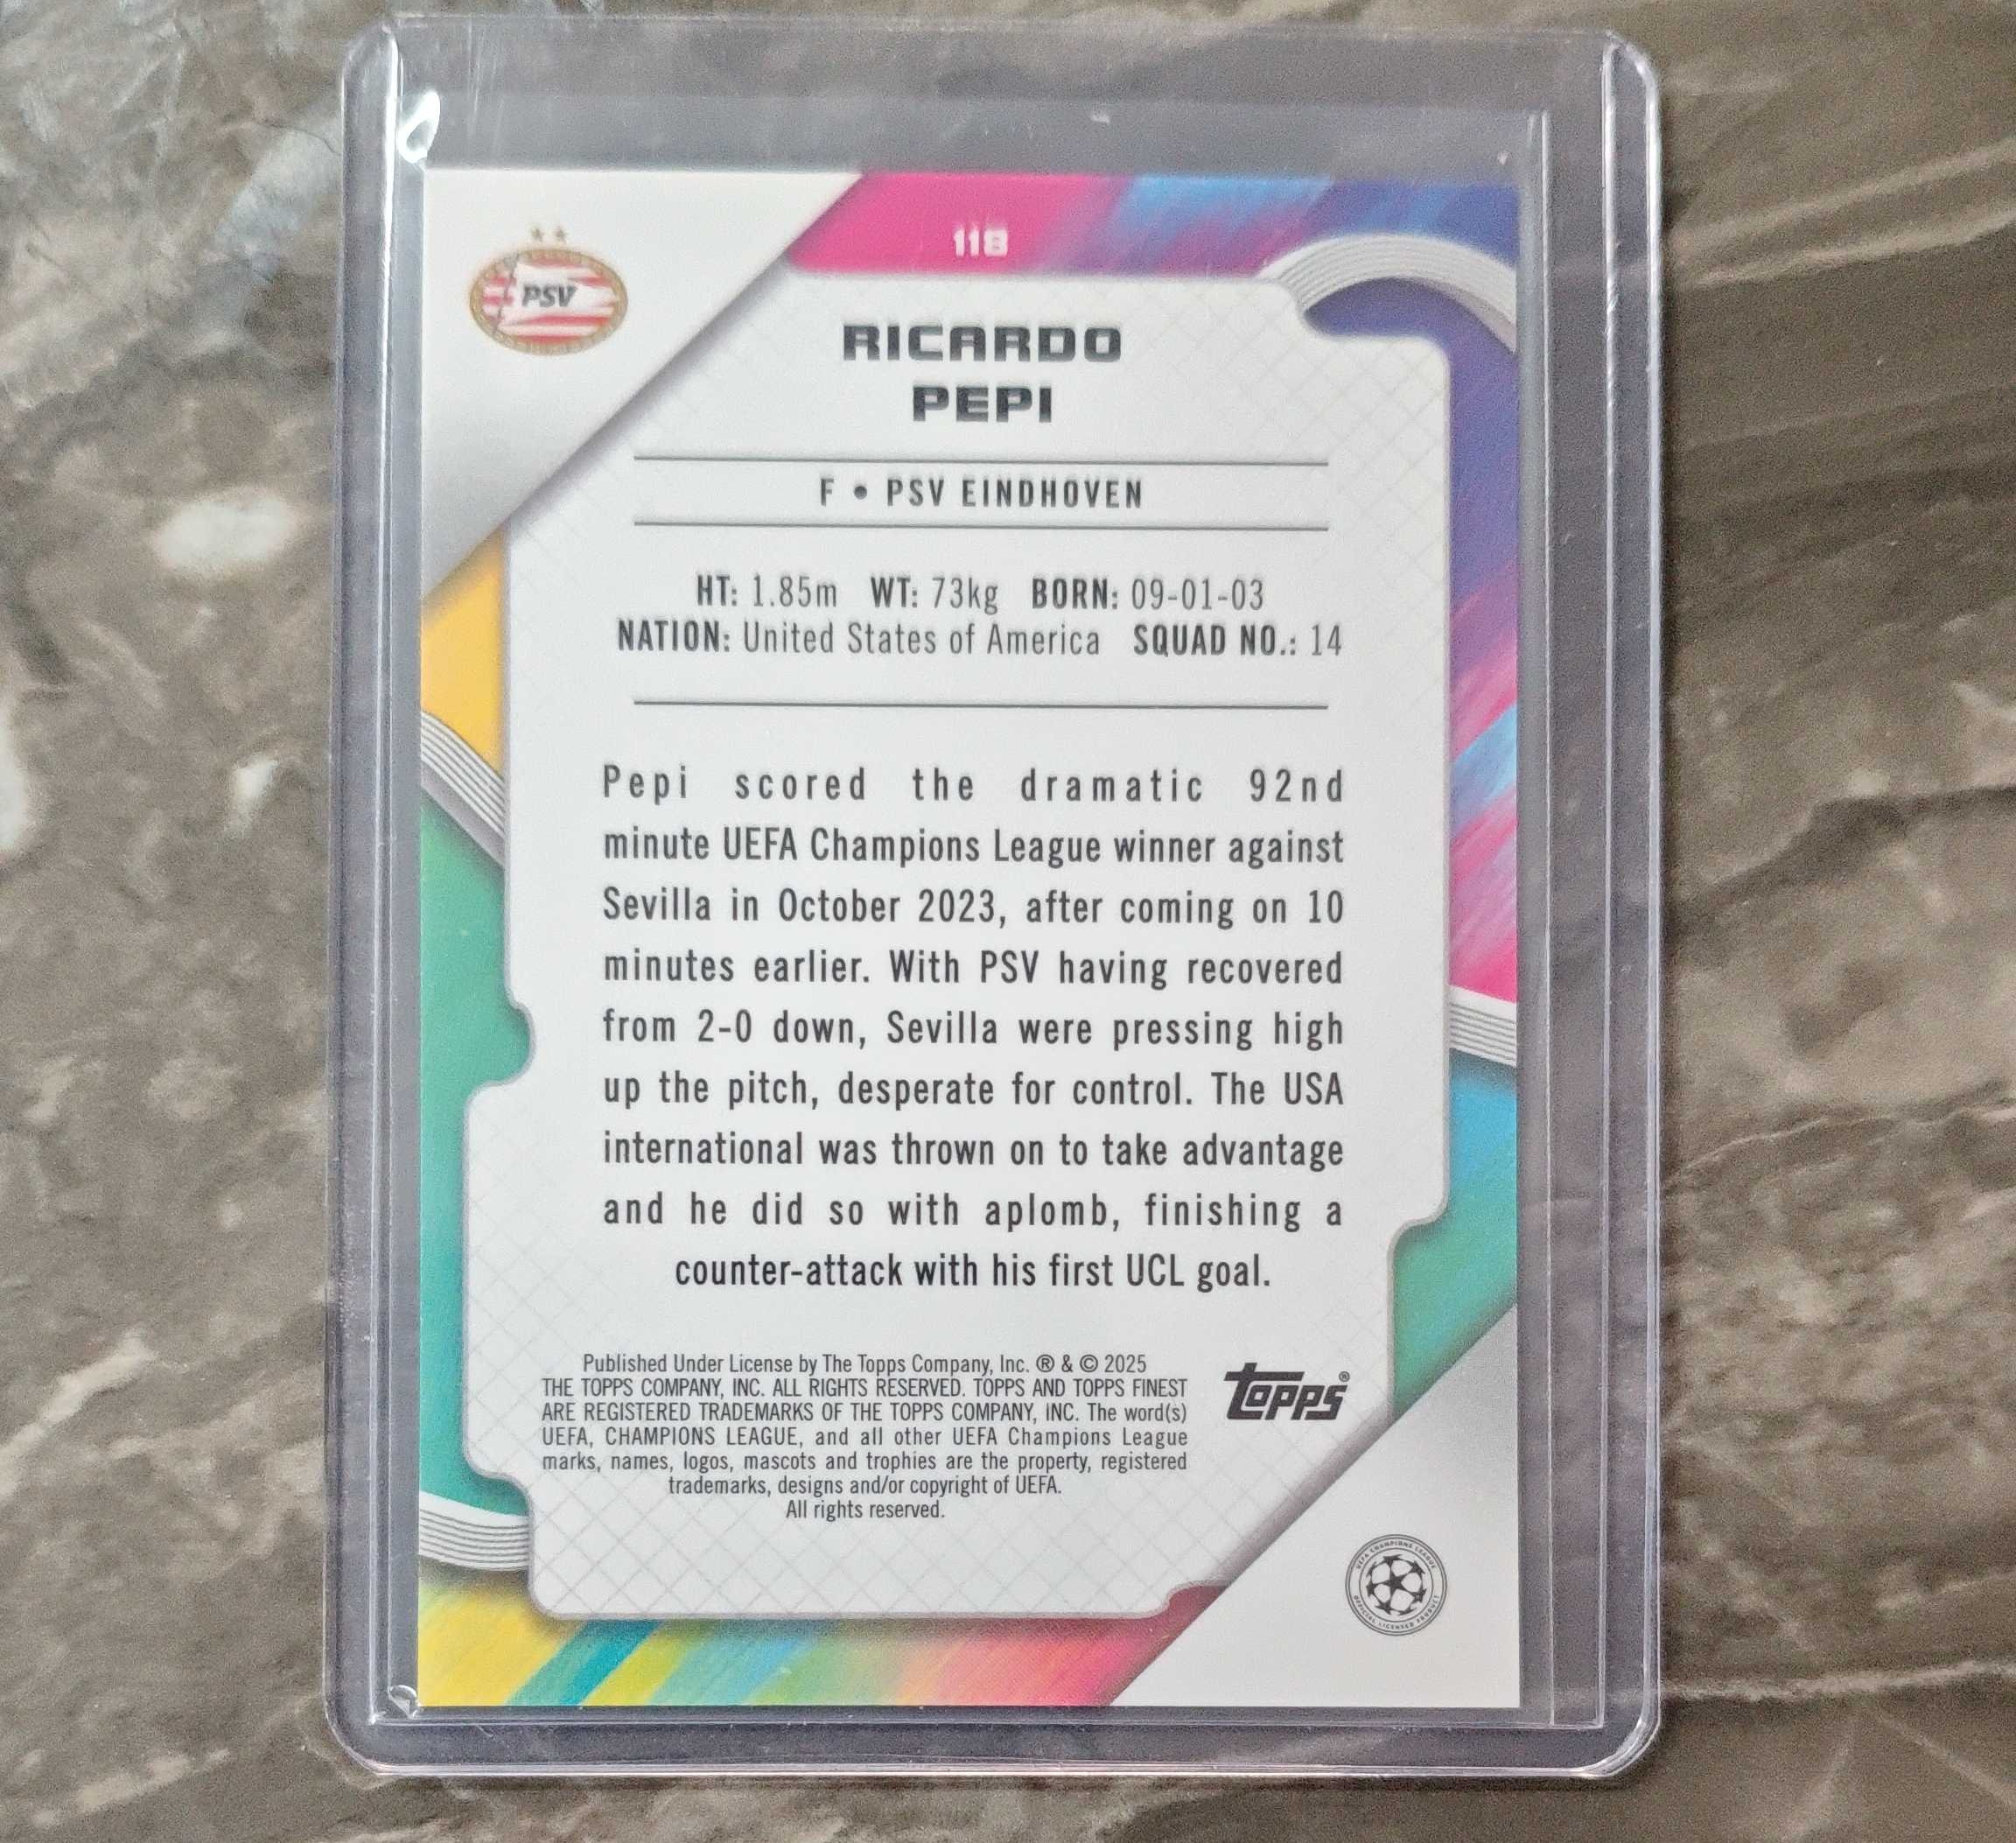 118
PSV
RICARDO
PEPI
F • PSV EINDHOVEN
HT: 1.85m WT: 73kg BORN: 09-01-03
NATION: United States of America SQUAD NO.: 14
Pepi scored the dramatic 92nd
minute UEFA Champions League winner against
Sevilla in October 2023, after coming on 10
minutes earlier. With PSV having recovered
from 2-0 down, Sevilla were pressing high
up the pitch, desperate for control. The USA
international was thrown on to take advantage
and he did so with aplomb, finishing a
counter-attack with his first UCL goal.
Published Under License by The Topps Company, Inc. ® & © 2025
THE TOPPS COMPANY, INC. ALL RIGHTS RESERVED. TOPPS AND TOPPS FINEST
ARE REGISTERED TRADEMARKS OF THE TOPPS COMPANY, INC. The word(s)
UEFA, CHAMPIONS LEAGUE, and all other UEFA Champions League
marks, names, logos, mascots and trophies are the property, registered
trademarks, designs and/or copyright of UEFA.
All rights reserved.
topps®
UEFA CHAMPIONS LEAGUE
OFFICIAL LICENSED PRODUCT